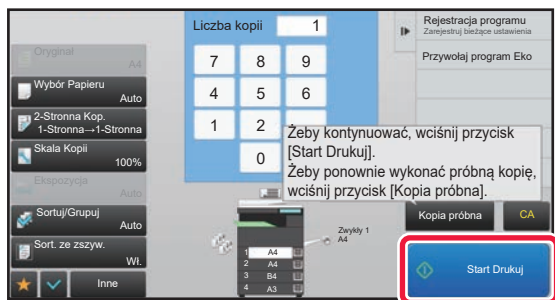 Liczba kopii 1
Rejestracja programu
Zarejestruj bieżące ustawienia
Przywołaj program Eko
Oryginał
A4
Wybór Papieru
Auto
2-Stronna Kop.
1-Stronna→1-Stronna
Skala Kopii
100%
Ekspozycja
Auto
Sortuj/Grupuj
Auto
Sort. ze zszyw.
Wł.
Inne
7 8 9
4 5 6
1 2
0
Żeby kontynuować, wciśnij przycisk
[Start Drukuj].
Żeby ponownie wykonać próbną kopię,
wciśnij przycisk [Kopia próbna].
Zwykły 1
A4
1 A4
2 A4
3 B4
4 A3
Kopia próbna
CA
Start Drukuj